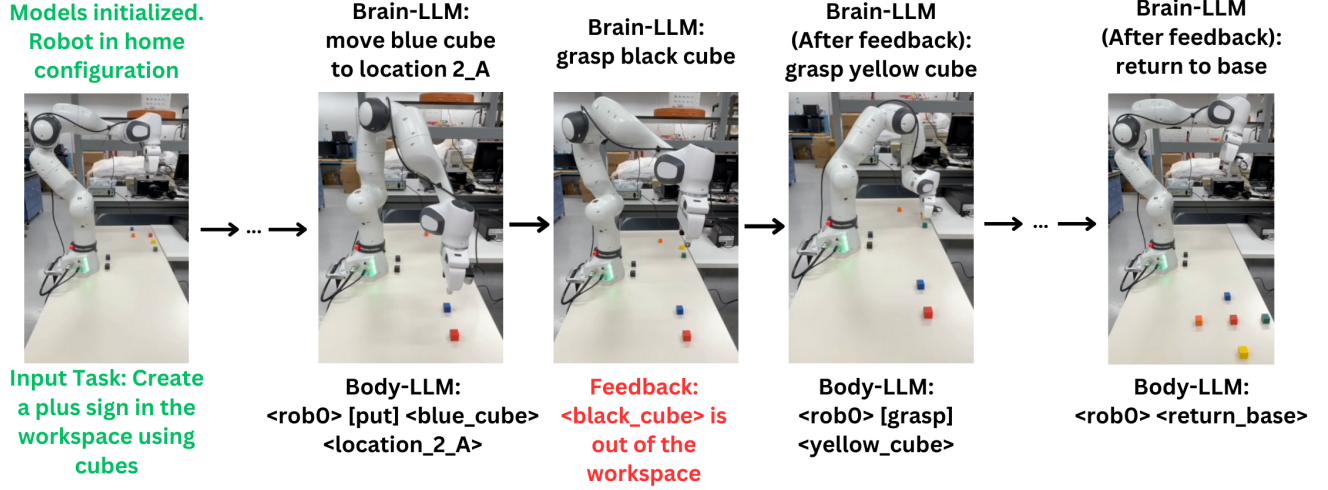 Models initialized.
Robot in home
configuration
Input Task: Create
a plus sign in the
workspace using
cubes
...
Brain-LLM:
move blue cube
to location 2_A
Body-LLM:
<rob0> [put] <blue_cube>
<location_2_A>
Brain-LLM:
grasp black cube
Feedback:
<black_cube> is
out of the
workspace
Brain-LLM
(After feedback):
grasp yellow cube
Body-LLM:
<rob0> [grasp]
<yellow_cube>
...
Brain-LLM
(After feedback):
return to base
Body-LLM:
<rob0> <return_base>